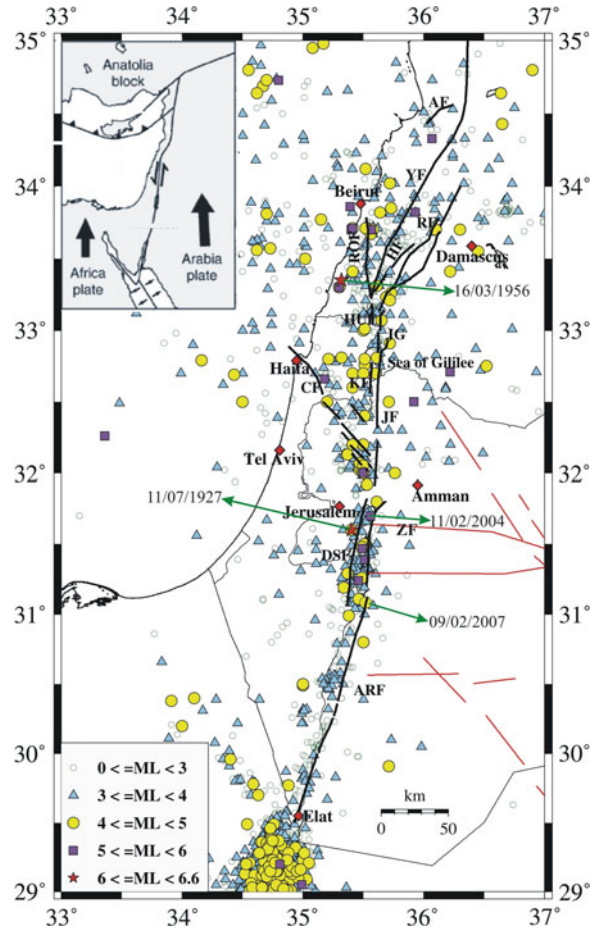 33° 34° 35° 36° 37°
35° 35°
Anatolia
block
Africa
plate
Arabia
plate
AF
34° 34°
YF
Beirut
ROF
RF
HF
Damascus
16/03/1956
33° 33°
HUF
JG
Sea of Gililee
Haifa
CF
KF
JF
32° 32°
Tel Aviv
11/07/1927
Jerusalem
Amman
11/02/2004
ZF
DSF
31° 31°
09/02/2007
ARF
30° 30°
0 <=ML< 3
3 <=ML< 4
4 <=ML< 5
5 <=ML< 6
6 <=ML< 6.6
km
0 50
Elat
29° 29°
33° 34° 35° 36° 37°